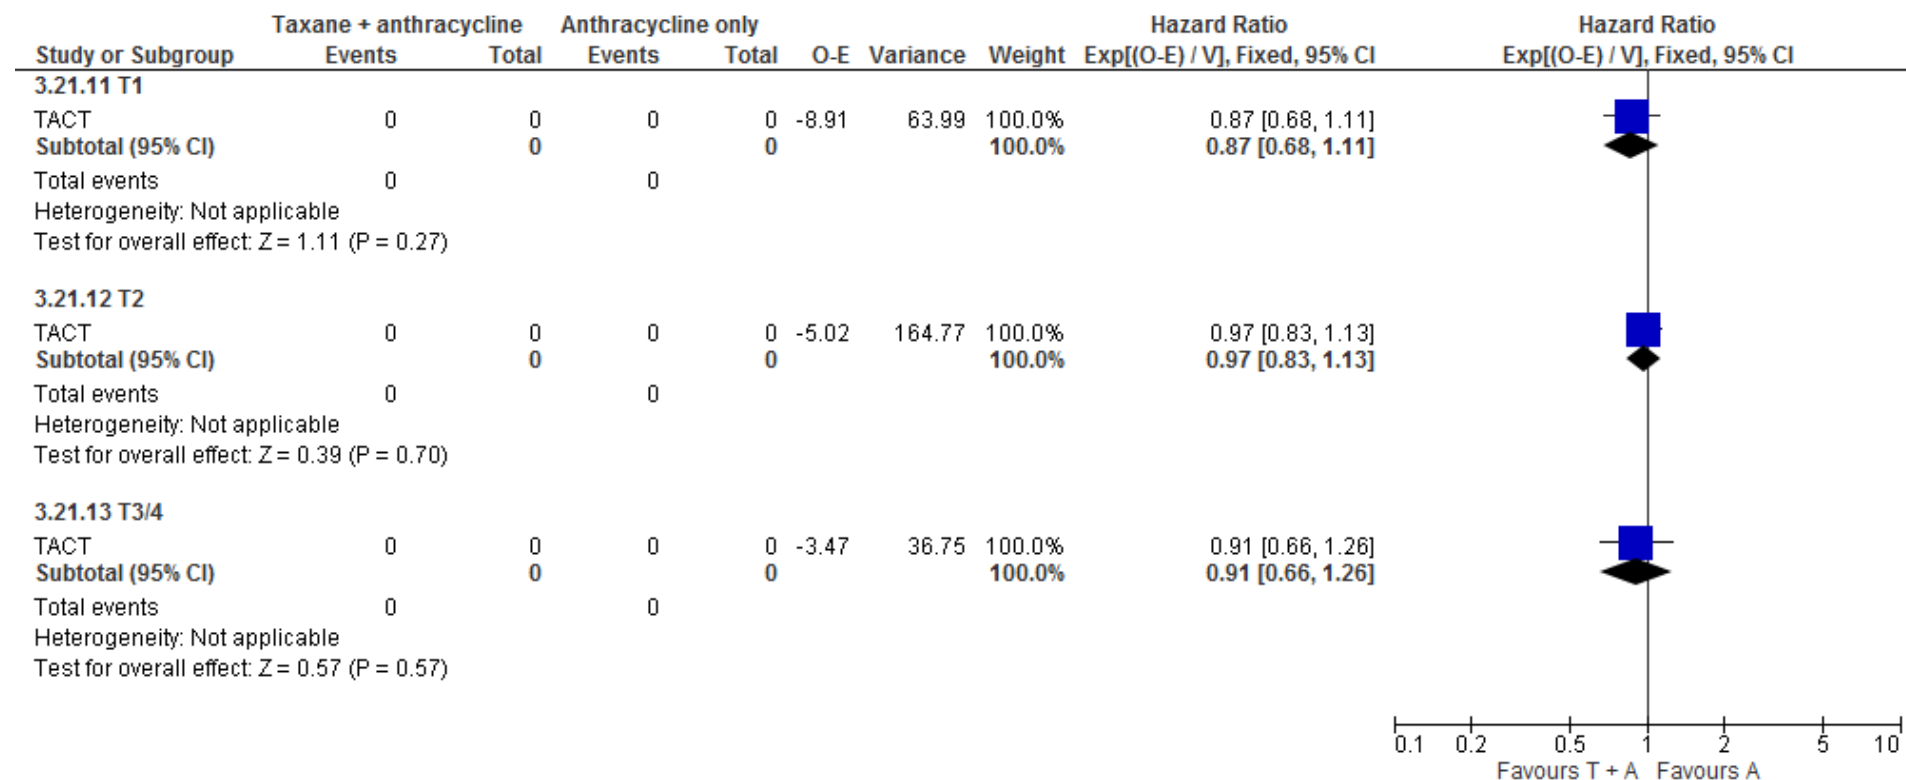 Taxane + anthracycline Anthracycline only Hazard Ratio Hazard Ratio
Study or Subgroup Events Total Events Total O-E Variance Weight Exp[(O-E) / V], Fixed, 95% CI Exp[(O-E) / V], Fixed, 95% CI
3.21.11 T1
TACT 0 0 0 0 -8.91 63.99 100.0% 0.87 [0.68, 1.11]
Subtotal (95% CI) 0 0 100.0% 0.87 [0.68, 1.11]
Total events 0 0
Heterogeneity: Not applicable
Test for overall effect: Z = 1.11 (P = 0.27)
3.21.12 T2
TACT 0 0 0 0 -5.02 164.77 100.0% 0.97 [0.83, 1.13]
Subtotal (95% CI) 0 0 100.0% 0.97 [0.83, 1.13]
Total events 0 0
Heterogeneity: Not applicable
Test for overall effect: Z = 0.39 (P = 0.70)
3.21.13 T3/4
TACT 0 0 0 0 -3.47 36.75 100.0% 0.91 [0.66, 1.26]
Subtotal (95% CI) 0 0 100.0% 0.91 [0.66, 1.26]
Total events 0 0
Heterogeneity: Not applicable
Test for overall effect: Z = 0.57 (P = 0.57)
0.1 0.2 0.5 1 2 5 10
Favours T + A Favours A